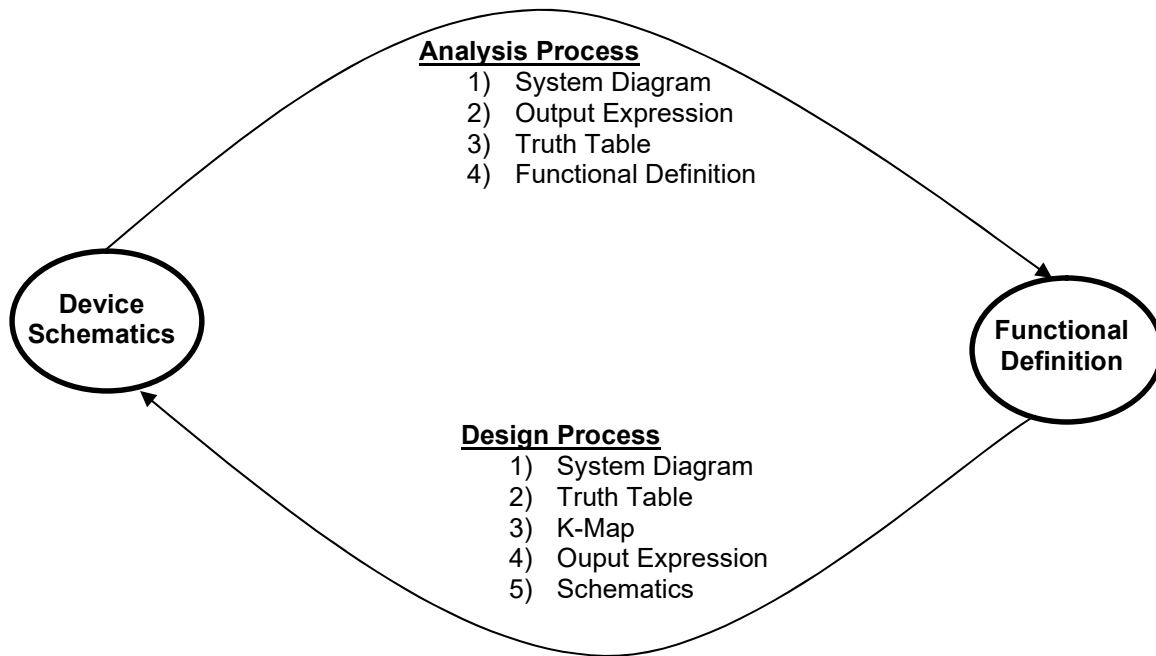 Analysis Process
1) System Diagram
2) Output Expression
3) Truth Table
4) Functional Definition
Device
Schematics
Functional
Definition
Design Process
1) System Diagram
2) Truth Table
3) K-Map
4) Ouput Expression
5) Schematics